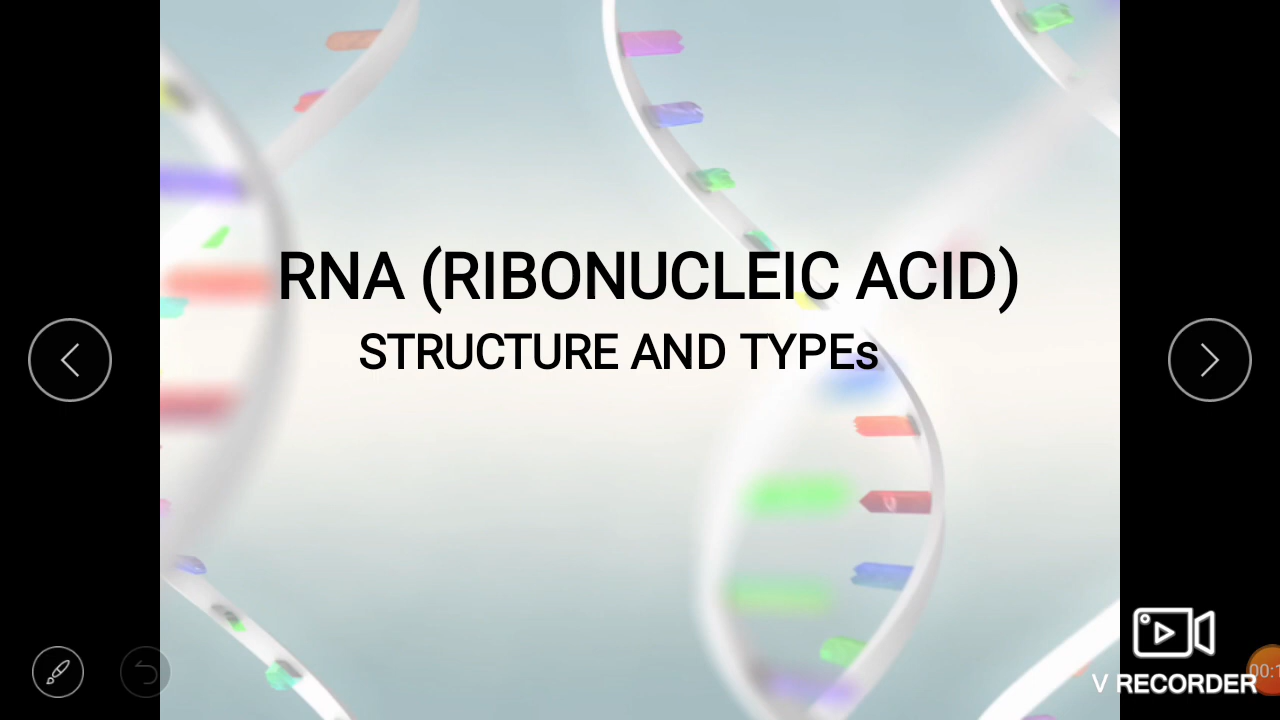 RNA (RIBONUCLEIC ACID)
STRUCTURE AND TYPEs
V RECORDER